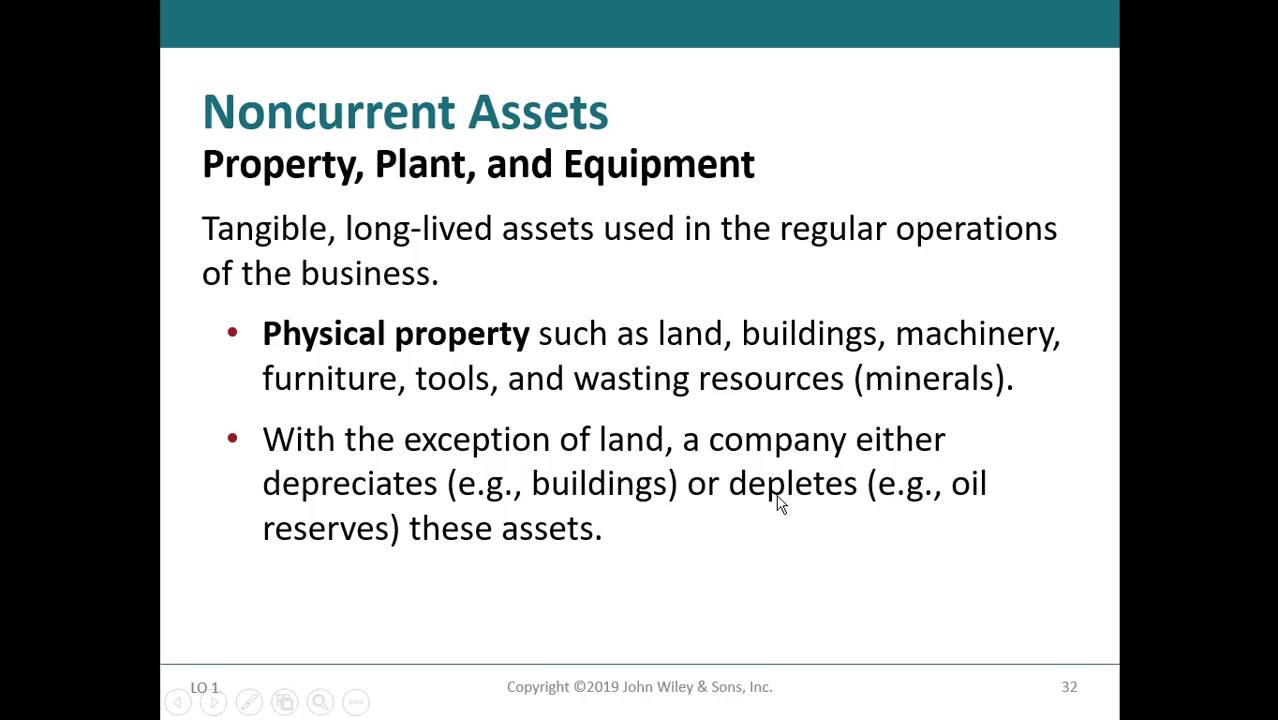 Noncurrent Assets
Property, Plant, and Equipment
Tangible, long-lived assets used in the regular operations
of the business.
• Physical property such as land, buildings, machinery,
furniture, tools, and wasting resources (minerals).
• With the exception of land, a company either
depreciates (e.g., buildings) or depletes (e.g., oil
reserves) these assets.
LO 1
Copyright ©2019 John Wiley & Sons, Inc.
32